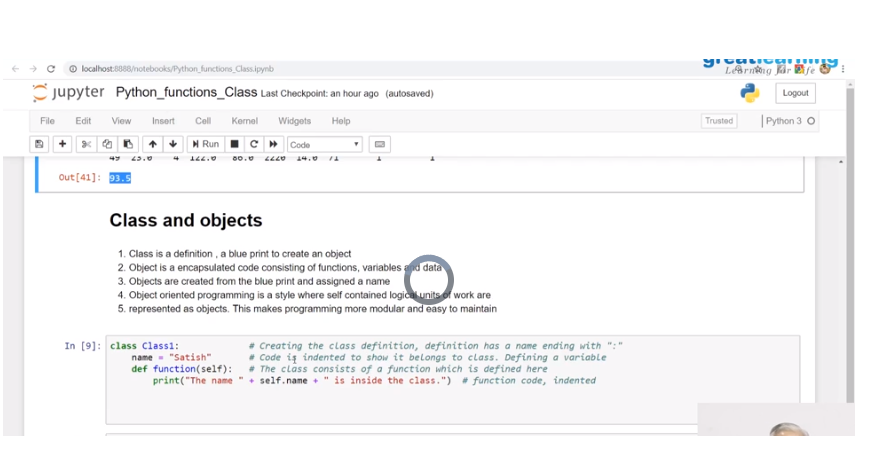 greatlearning
Learning for Life
localhost:8888/notebooks/Python_functions_Class.ipynb
jupyter Python_functions_Class Last Checkpoint: an hour ago (autosaved)
Logout
File Edit View Insert Cell Kernel Widgets Help
Trusted Python 3
Run Code
Out[41]: 93.5
Class and objects
1. Class is a definition , a blue print to create an object
2. Object is a encapsulated code consisting of functions, variables and data
3. Objects are created from the blue print and assigned a name
4. Object oriented programming is a style where self contained logical units of work are
5. represented as objects. This makes programming more modular and easy to maintain
In [9]: class Class1: # Creating the class definition, definition has a name ending with ":"
name = "Satish" # Code is indented to show it belongs to class. Defining a variable
def function(self): # The class consists of a function which is defined here
print("The name " + self.name + " is inside the class.") # function code, indented